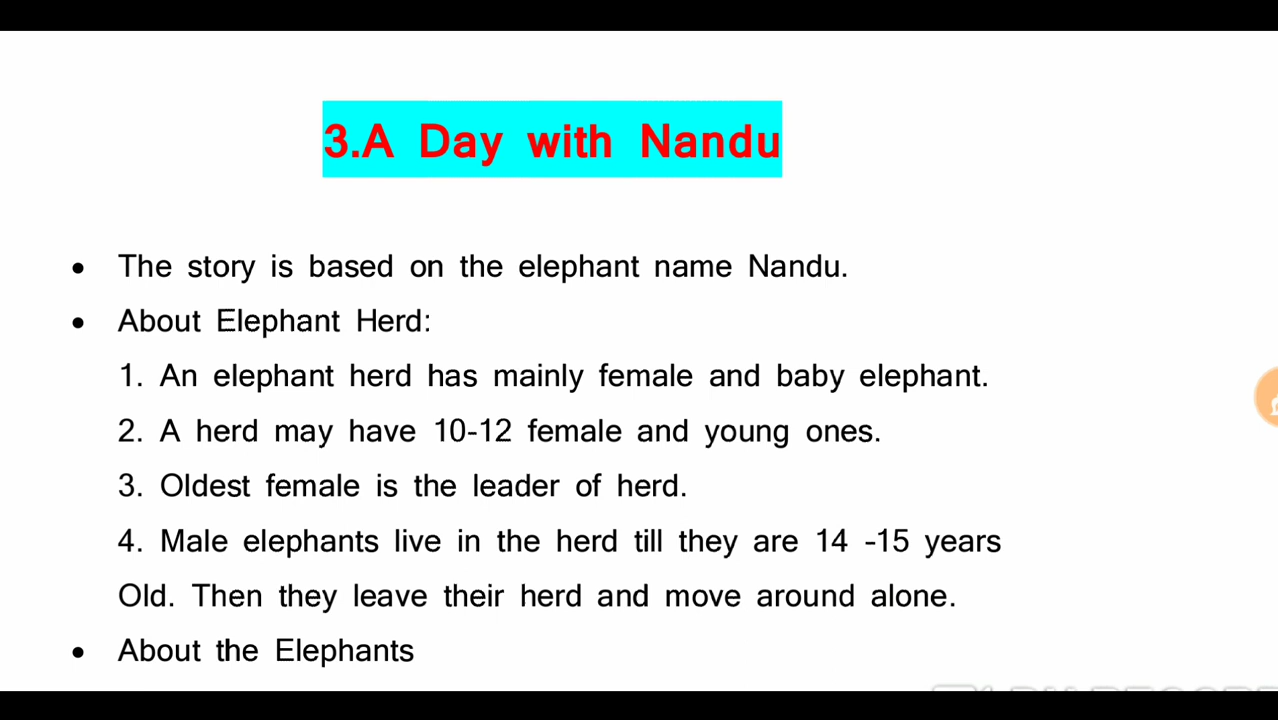 3.A Day with Nandu
• The story is based on the elephant name Nandu.
• About Elephant Herd:
1. An elephant herd has mainly female and baby elephant.
2. A herd may have 10-12 female and young ones.
3. Oldest female is the leader of herd.
4. Male elephants live in the herd till they are 14 -15 years
Old. Then they leave their herd and move around alone.
• About the Elephants